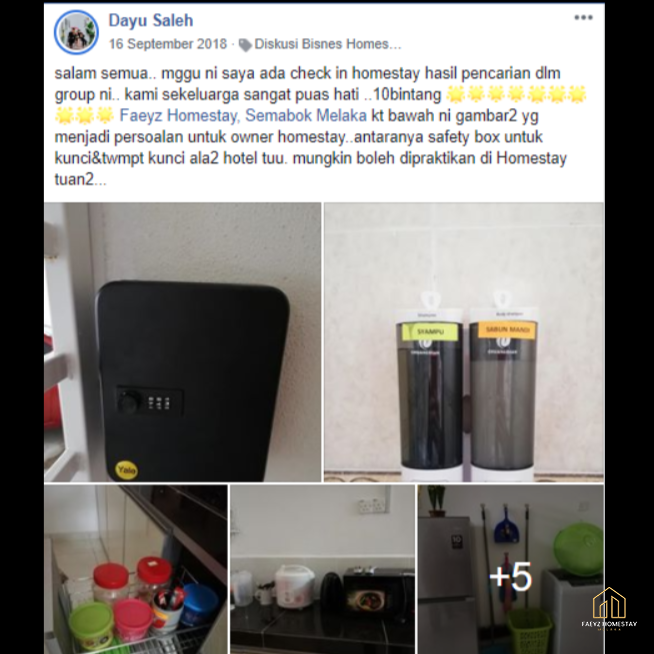 Dayu Saleh
16 September 2018 · Diskusi Bisnes Homes...
salam semua.. mggu ni saya ada check in homestay hasil pencarian dlm
group ni.. kami sekeluarga sangat puas hati ..10bintang 🌟🌟🌟🌟🌟🌟🌟
🌟🌟🌟 Faeyz Homestay, Semabok Melaka kt bawah ni gambar2 yg
menjadi persoalan untuk owner homestay..antaranya safety box untuk
kunci&twmpt kunci ala2 hotel tuu. mungkin boleh dipraktikan di Homestay
tuan2...
SYAMPU
SABUN MANDI
Yale
+5
FAEYZ HOMESTAY
MELAKA